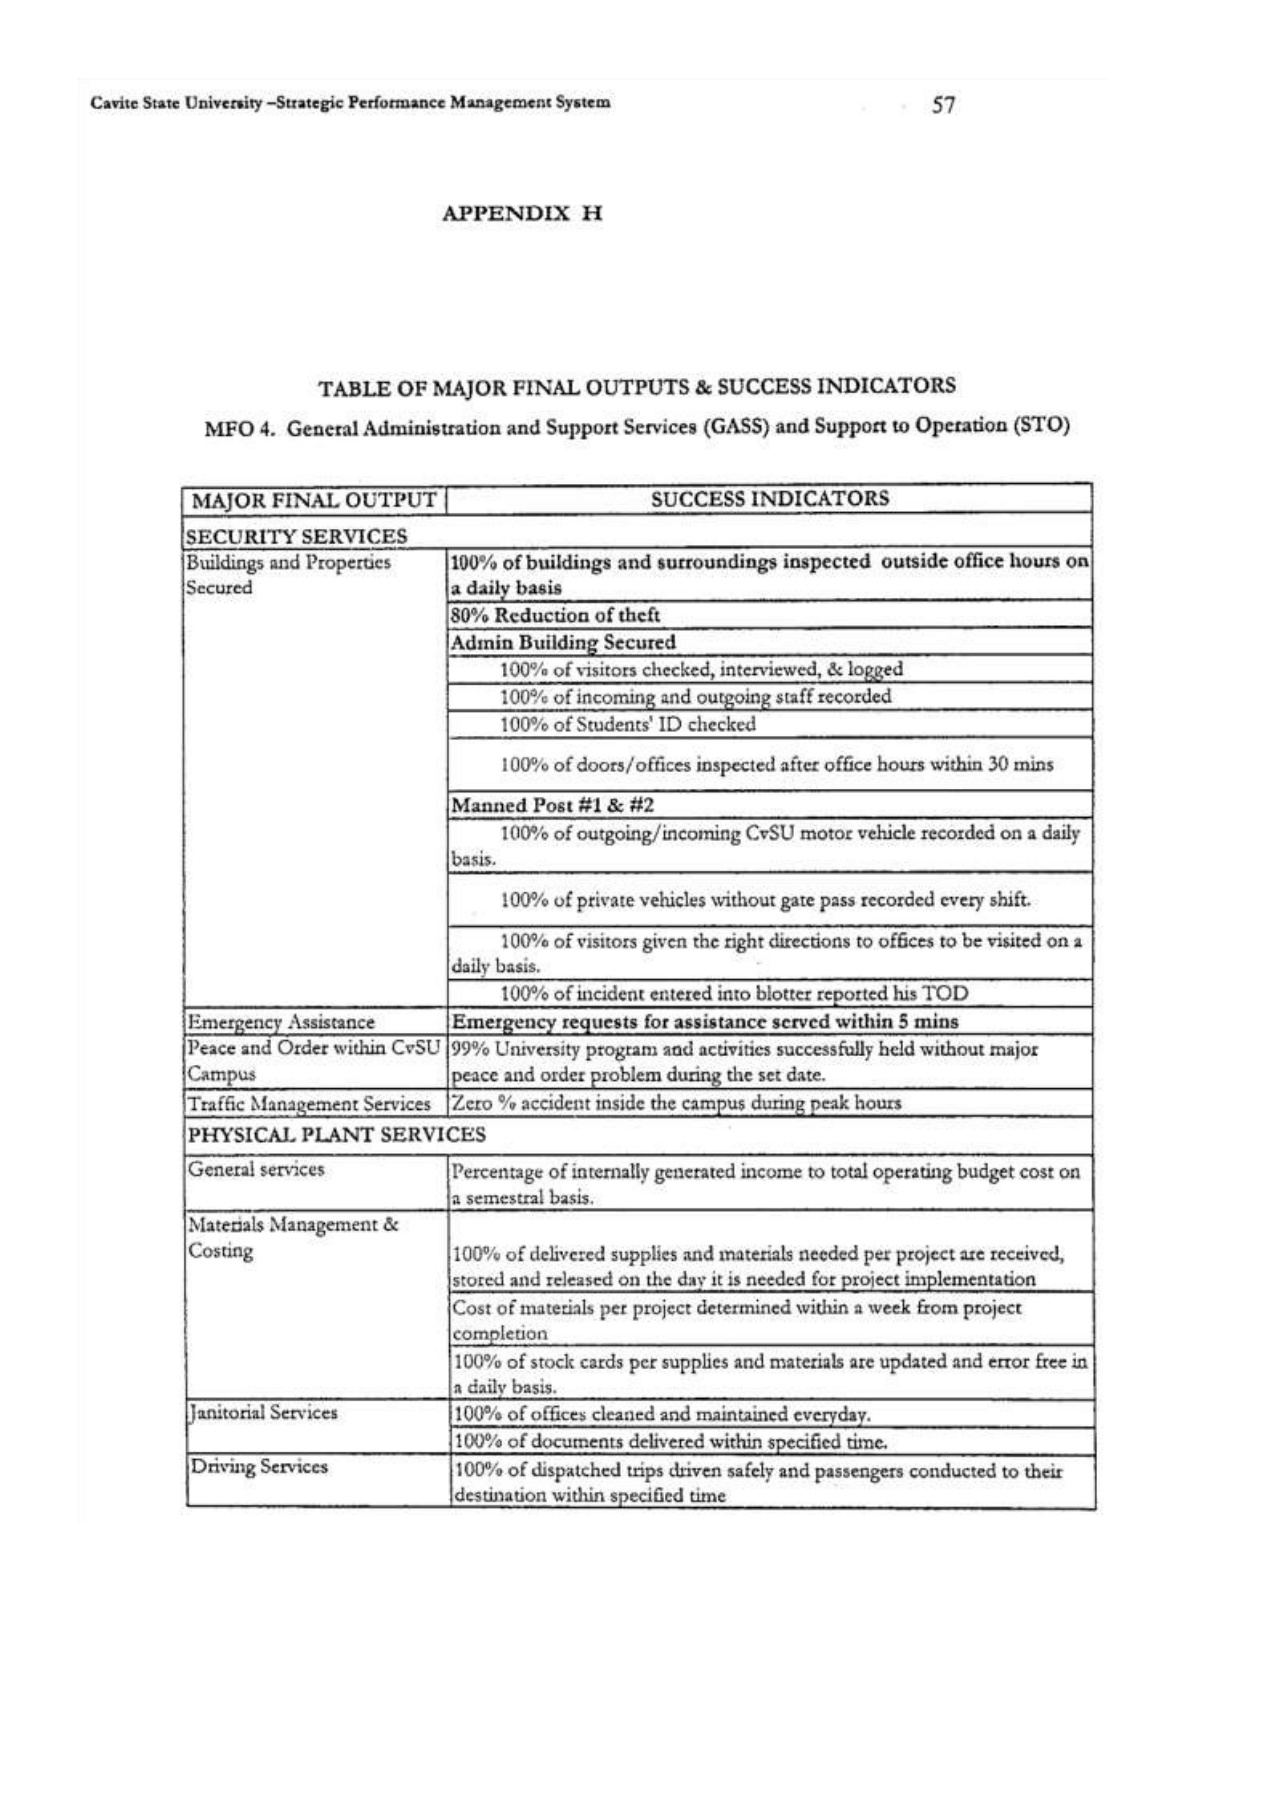 Cavite State University –Strategic Performance Management System 57
APPENDIX H
TABLE OF MAJOR FINAL OUTPUTS & SUCCESS INDICATORS
MFO 4. General Administration and Support Services (GASS) and Support to Operation (STO)
MAJOR FINAL OUTPUT SUCCESS INDICATORS
SECURITY SERVICES
Buildings and Properties
Secured
100% of buildings and surroundings inspected outside office hours on
a daily basis
80% Reduction of theft
Admin Building Secured
100% of visitors checked, interviewed, & logged
100% of incoming and outgoing staff recorded
100% of Students' ID checked
100% of doors/offices inspected after office hours within 30 mins
Manned Post #1 & #2
100% of outgoing/incoming CvSU motor vehicle recorded on a daily
basis.
100% of private vehicles without gate pass recorded every shift.
100% of visitors given the right directions to offices to be visited on a
daily basis.
100% of incident entered into blotter reported his TOD
Emergency Assistance
Emergency requests for assistance served within 5 mins
Peace and Order within CvSU
Campus
99% University program and activities successfully held without major
peace and order problem during the set date.
Traffic Management Services
Zero % accident inside the campus during peak hours
PHYSICAL PLANT SERVICES
General services
Percentage of internally generated income to total operating budget cost on
a semestral basis.
Materials Management &
Costing
100% of delivered supplies and materials needed per project are received,
stored and released on the day it is needed for project implementation
Cost of materials per project determined within a week from project
completion
100% of stock cards per supplies and materials are updated and error free in
a daily basis.
Janitorial Services
100% of offices cleaned and maintained everyday.
100% of documents delivered within specified time.
Driving Services
100% of dispatched trips driven safely and passengers conducted to their
destination within specified time